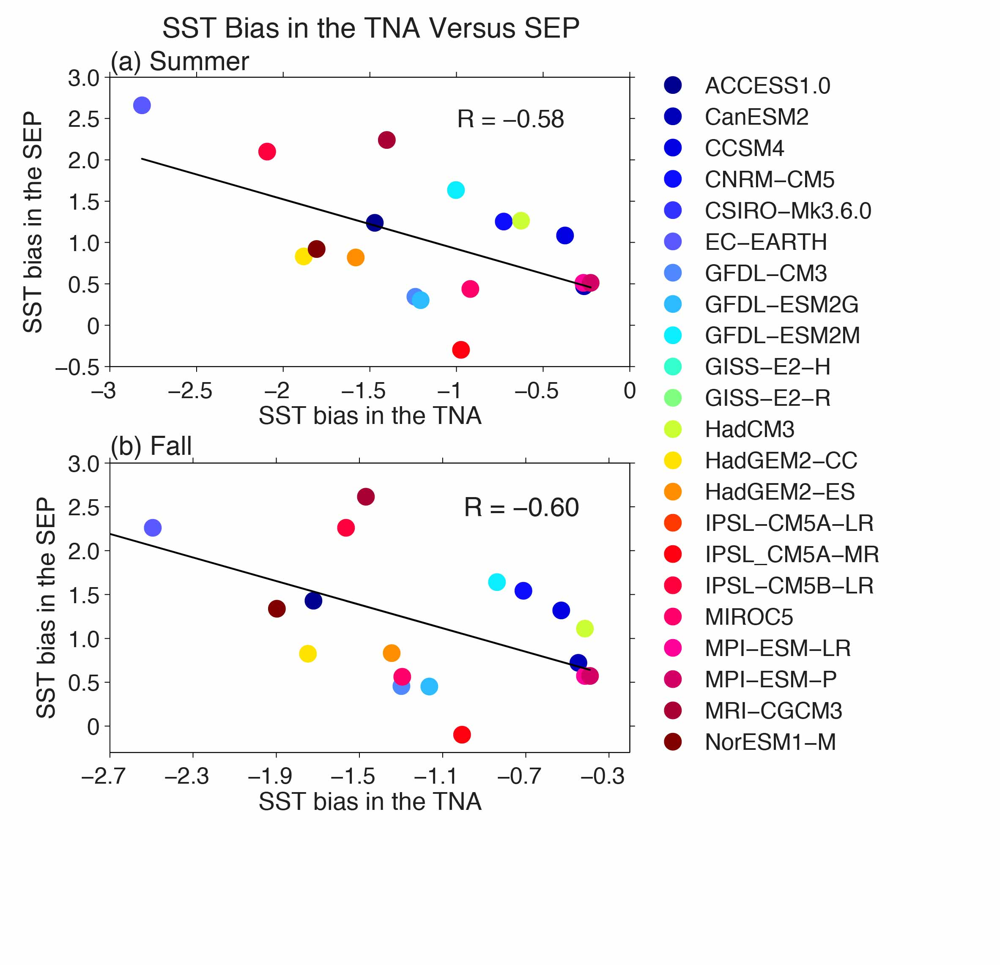 SST Bias in the TNA Versus SEP
(a) Summer
3.0
2.5
2.0
1.5
1.0
0.5
0
−0.5
SST bias in the SEP
R = −0.58
−3 −2.5 −2 −1.5 −1 −0.5 0
SST bias in the TNA
(b) Fall
3.0
2.5
2.0
1.5
1.0
0.5
0
SST bias in the SEP
R = −0.60
−2.7 −2.3 −1.9 −1.5 −1.1 −0.7 −0.3
SST bias in the TNA
ACCESS1.0
CanESM2
CCSM4
CNRM−CM5
CSIRO−Mk3.6.0
EC−EARTH
GFDL−CM3
GFDL−ESM2G
GFDL−ESM2M
GISS−E2−H
GISS−E2−R
HadCM3
HadGEM2−CC
HadGEM2−ES
IPSL−CM5A−LR
IPSL_CM5A−MR
IPSL−CM5B−LR
MIROC5
MPI−ESM−LR
MPI−ESM−P
MRI−CGCM3
NorESM1−M